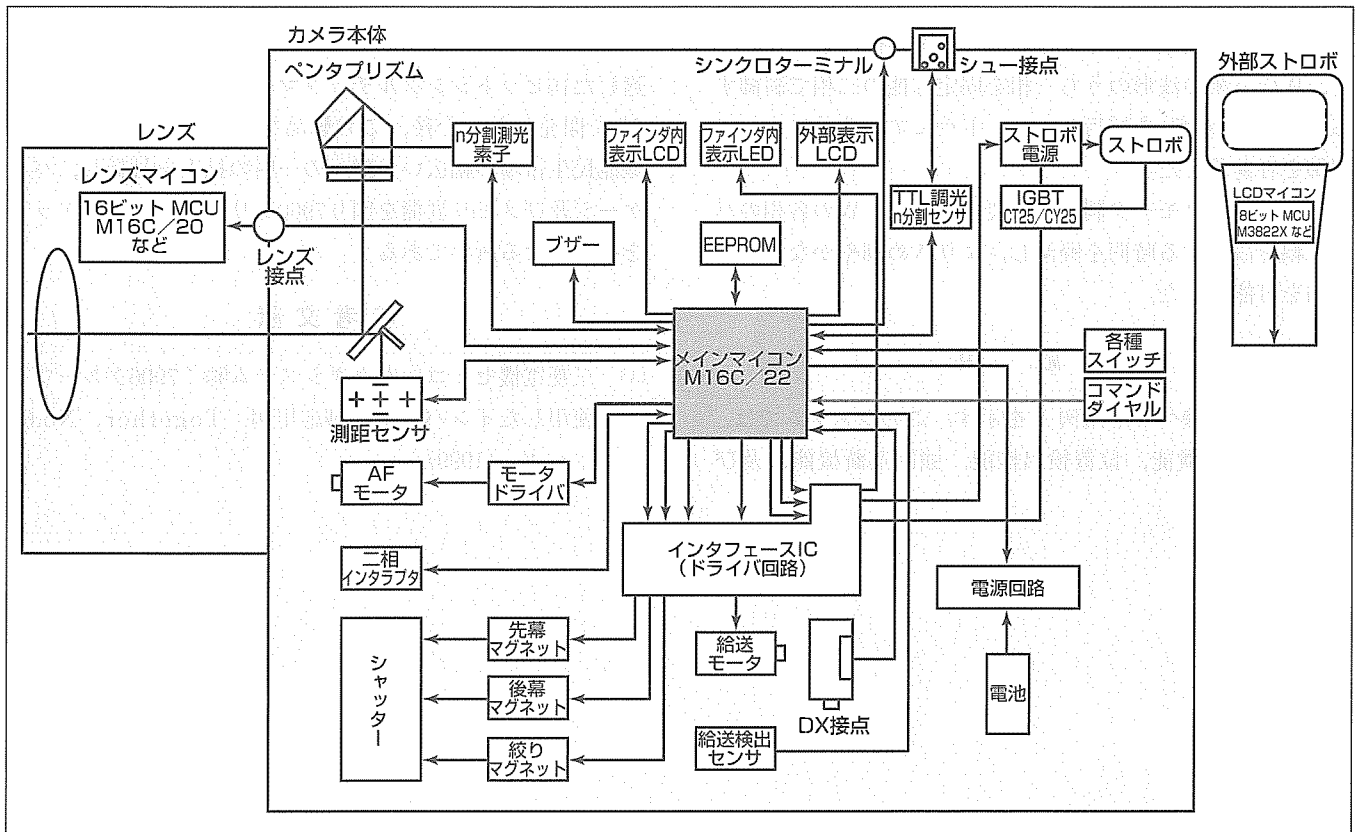 カメラ本体
ペンタプリズム
シンクロターミナル
シュー接点
外部ストロボ
レンズ
レンズマイコン
16ビット MCU
M16C/20
など
レンズ
接点
n分割測光
素子
ファインダ内
表示LCD
ファインダ内
表示LED
外部表示
LCD
ストロボ
電源
ストロボ
TTL調光
n分割センサ
IGBT
CT25/CY25
LCDマイコン
8ビット MCU
M3822X など
ブザー
EEPROM
メインマイコン
M16C/22
各種
スイッチ
コマンド
ダイヤル
測距センサ
AF
モータ
モータ
ドライバ
二相
インタラプタ
インタフェースIC
(ドライバ回路)
電源回路
電池
シャッター
先幕
マグネット
後幕
マグネット
絞り
マグネット
給送
モータ
DX接点
給送検出
センサ